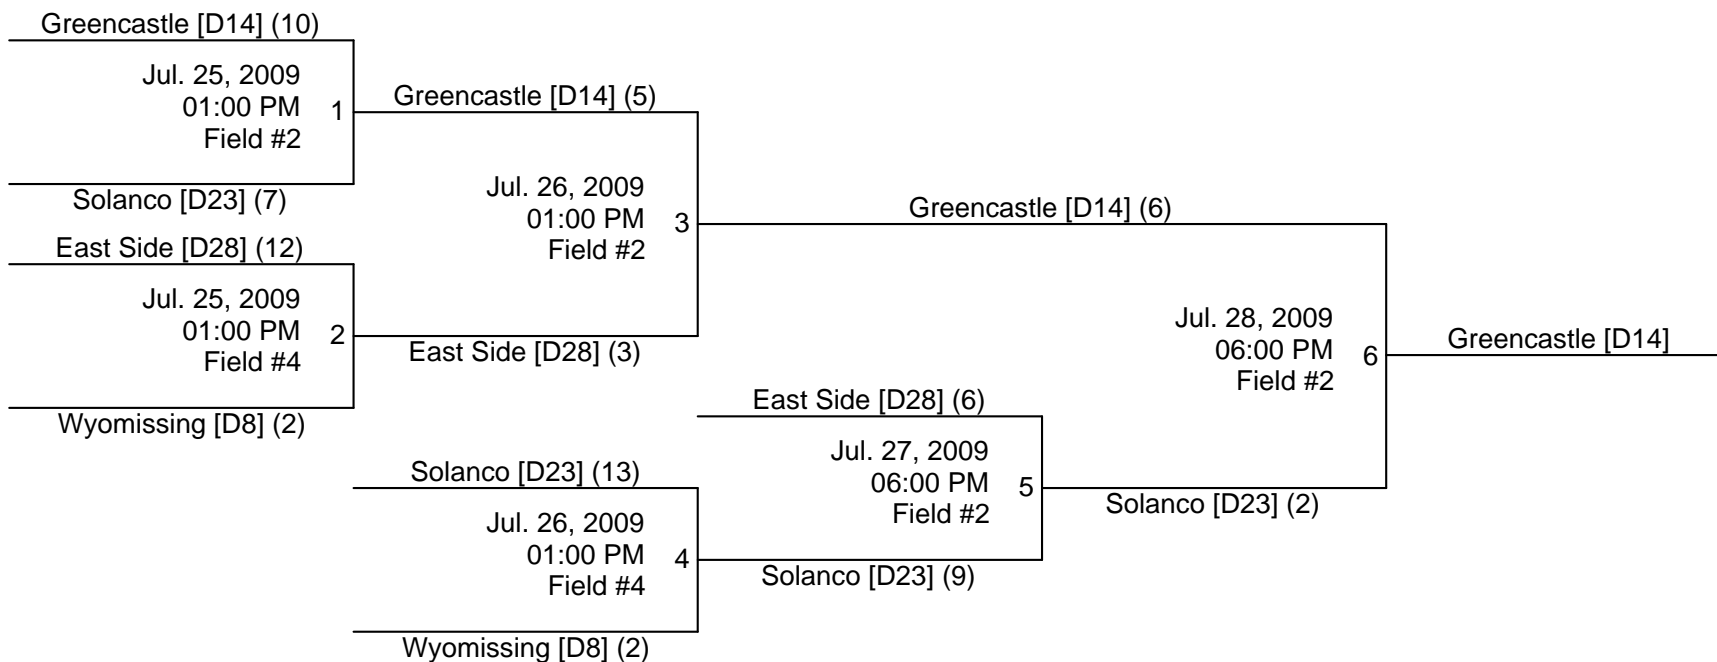 Greencastle [D14] (10)
Jul. 25, 2009
01:00 PM
Field #2
1
Solanco [D23] (7)
East Side [D28] (12)
Jul. 25, 2009
01:00 PM
Field #4
2
Wyomissing [D8] (2)
Greencastle [D14] (5)
Jul. 26, 2009
01:00 PM
Field #2
3
East Side [D28] (3)
Solanco [D23] (13)
Jul. 26, 2009
01:00 PM
Field #4
4
Wyomissing [D8] (2)
East Side [D28] (6)
Jul. 27, 2009
06:00 PM
Field #2
5
Solanco [D23] (9)
Greencastle [D14] (6)
Jul. 28, 2009
06:00 PM
Field #2
6
Solanco [D23] (2)
Greencastle [D14]